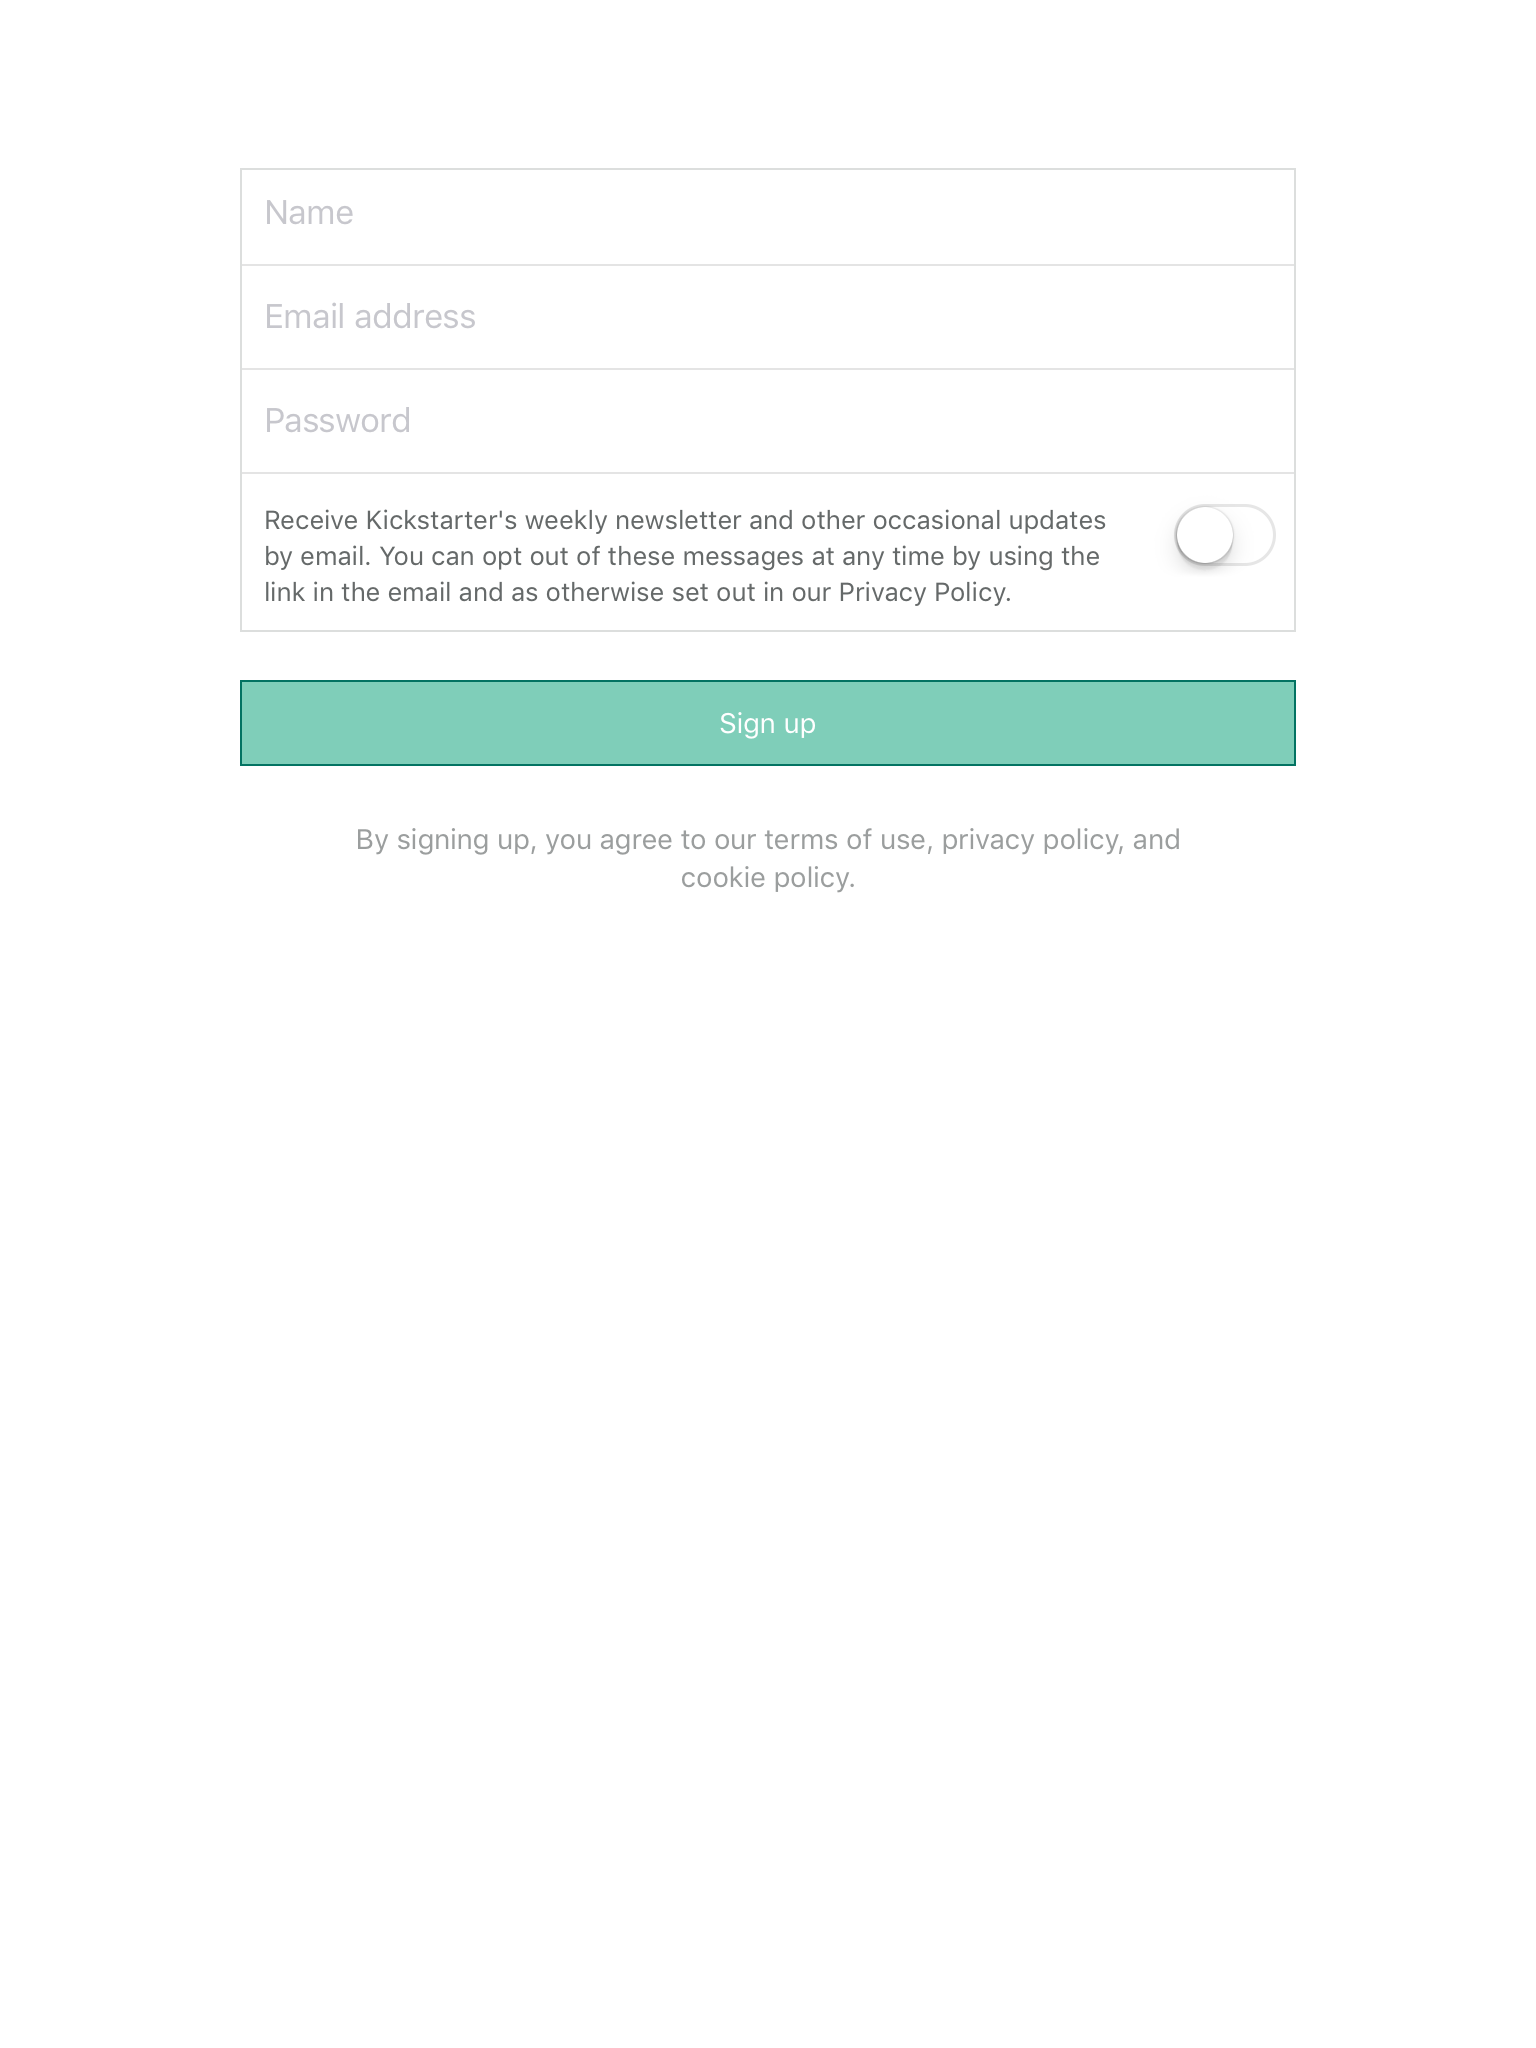 Name
Email address
Password
Receive Kickstarter's weekly newsletter and other occasional updates
by email. You can opt out of these messages at any time by using the
link in the email and as otherwise set out in our Privacy Policy.
Sign up
By signing up, you agree to our terms of use, privacy policy, and
cookie policy.